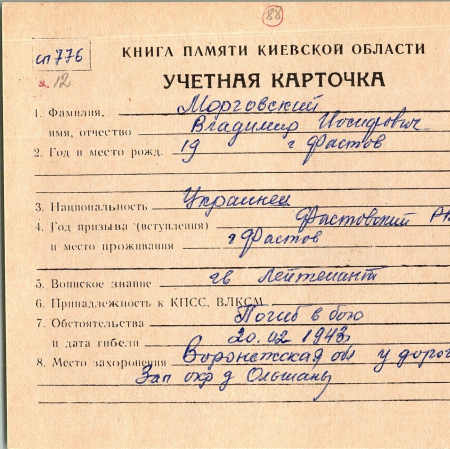 88
сп 776
12
КНИГА ПАМЯТИ КИЕВСКОЙ ОБЛАСТИ
УЧЕТНАЯ КАРТОЧКА
1. Фамилия, Морговский
имя, отчество Владимир Иосифович
2. Год и место рожд. 19 г Фастов
3. Национальность Украинец
4. Год призыва (вступления) Фастовский РВ
и место проживания г Фастов
5. Воинское звание гв лейтенант
6. Принадлежность к КПСС, ВЛКСМ
7. Обстоятельства Погиб в бою
и дата гибели 20.02 1943
8. Место захоронения Воронежская обл у дорог
Зап окр д Ольшаны